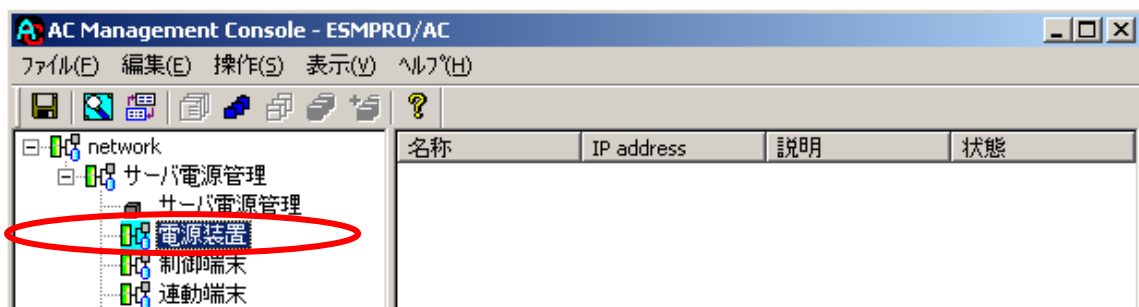 AC Management Console - ESMPRO/AC
ファイル(F) 編集(E) 操作(S) 表示(V) ヘルプ(H)
network
名称 IP address 説明 状態
サーバ電源管理
サーバ電源管理
電源装置
制御端末
連動端末